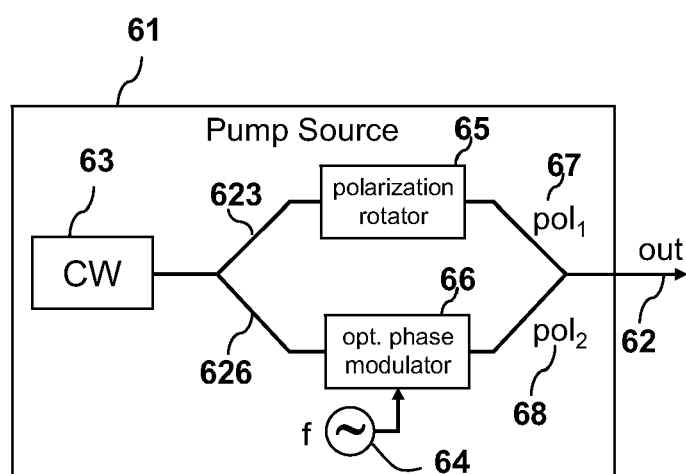 61
Pump Source
63
CW
623
65
polarization
rotator
67
pol1
out
62
626
66
opt. phase
modulator
pol2
68
f
~
64